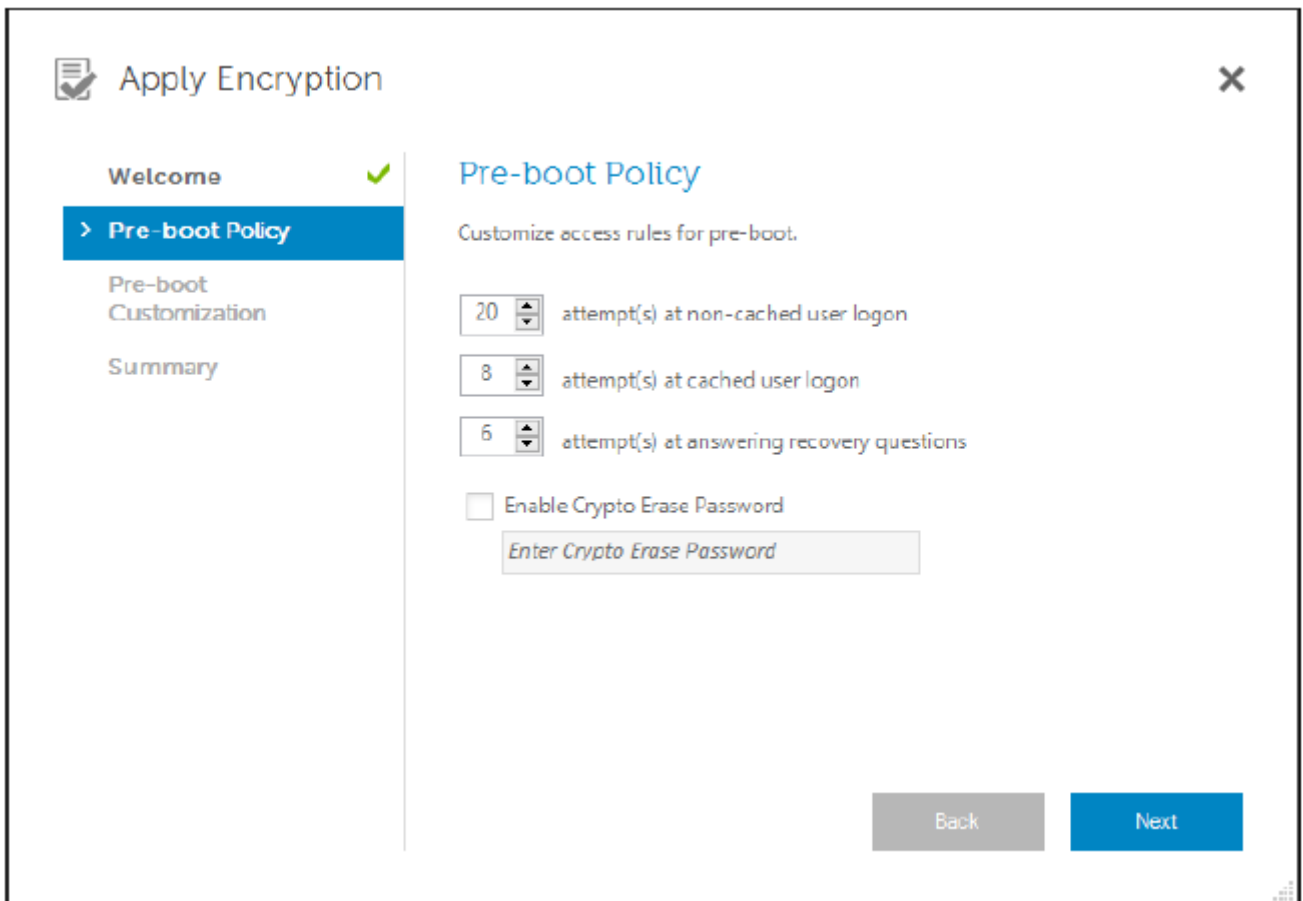 Apply Encryption
Welcome
Pre-boot Policy
Pre-boot
Customization
Summary
Pre-boot Policy
Customize access rules for pre-boot.
20 attempt(s) at non-cached user logon
8 attempt(s) at cached user logon
6 attempt(s) at answering recovery questions
Enable Crypto Erase Password
Enter Crypto Erase Password
Back Next